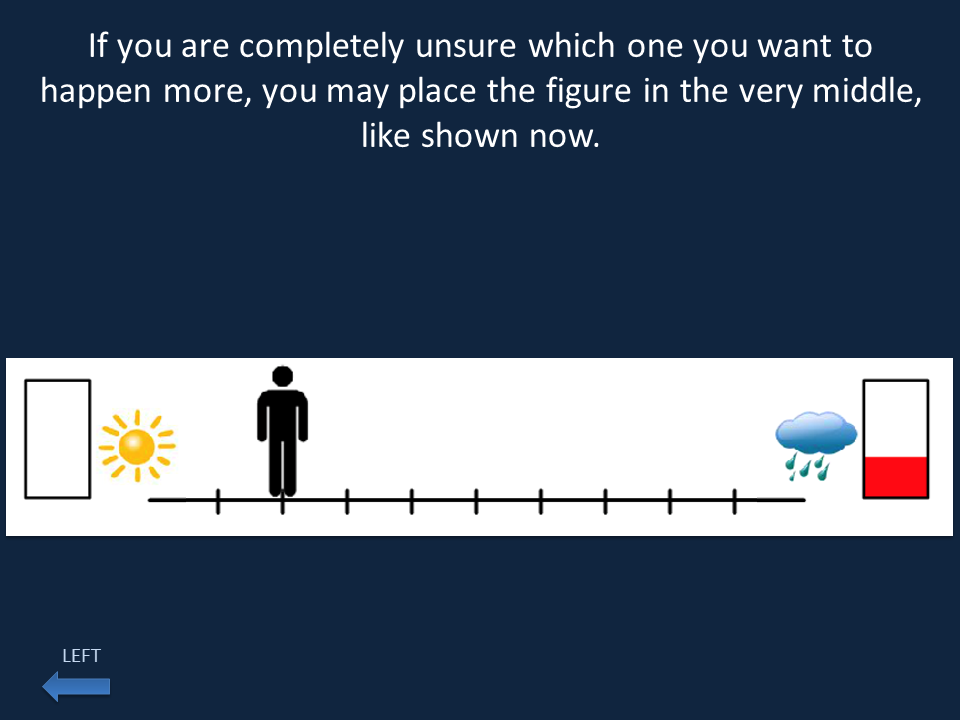 If you are completely unsure which one you want to
happen more, you may place the figure in the very middle,
like shown now.
LEFT